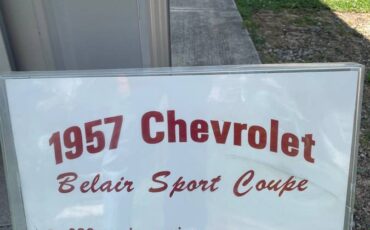 1957 Chevrolet
Belair Sport Coupe